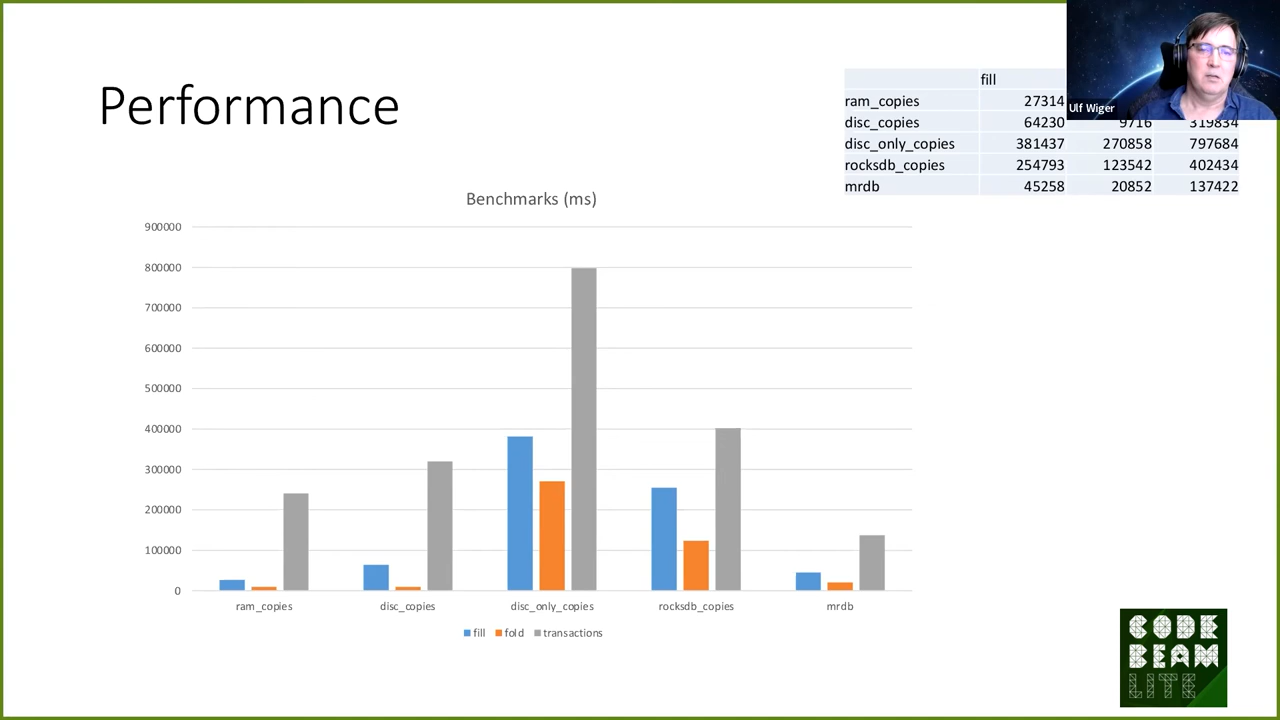 Performance
fill
ram_copies 27314
disc_copies 64230 9716 319834
disc_only_copies 381437 270858 797684
rocksdb_copies 254793 123542 402434
mrdb 45258 20852 137422
Ulf Wiger
Benchmarks (ms)
900000
800000
700000
600000
500000
400000
300000
200000
100000
0
ram_copies disc_copies disc_only_copies rocksdb_copies mrdb
fill fold transactions
CODE
BEAM
LITE